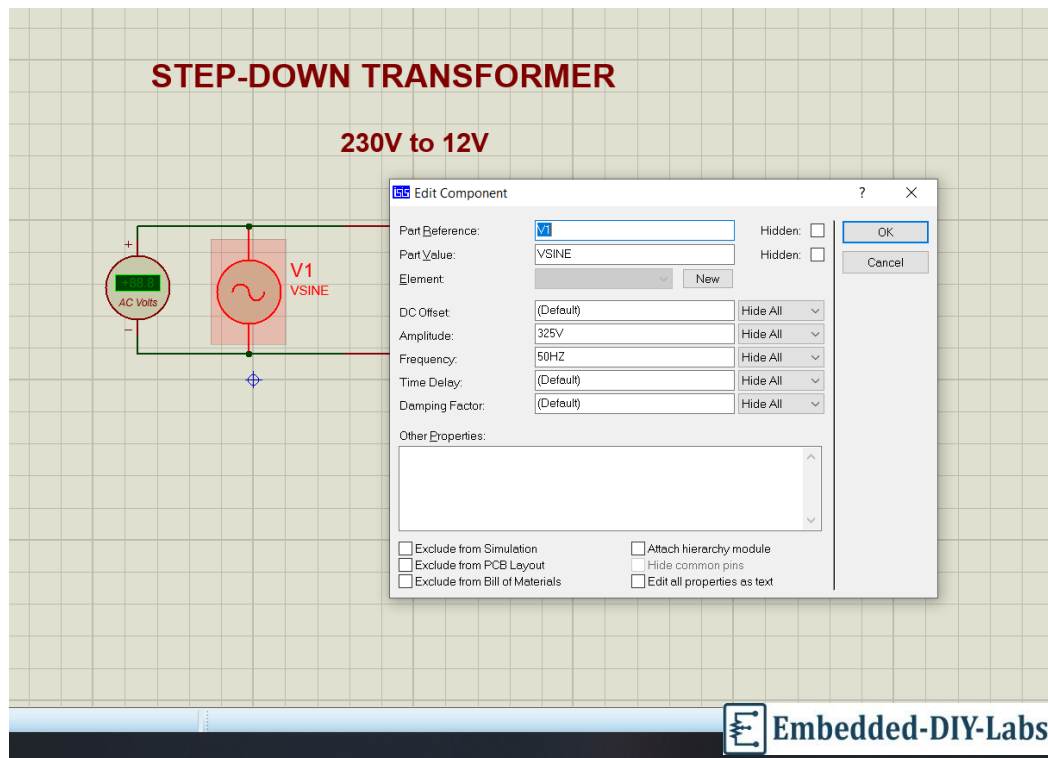 STEP-DOWN TRANSFORMER
230V to 12V
Edit Component
? X
Part Reference: V1 Hidden:
Part Value: VSINE Hidden:
Element: New
DC Offset: (Default) Hide All
Amplitude: 325V Hide All
Frequency: 50HZ Hide All
Time Delay: (Default) Hide All
Damping Factor: (Default) Hide All
Other Properties:
Exclude from Simulation Attach hierarchy module
Exclude from PCB Layout Hide common pins
Exclude from Bill of Materials Edit all properties as text
OK
Cancel
+
+88.8
AC Volts
−
V1
VSINE
Embedded-DIY-Labs